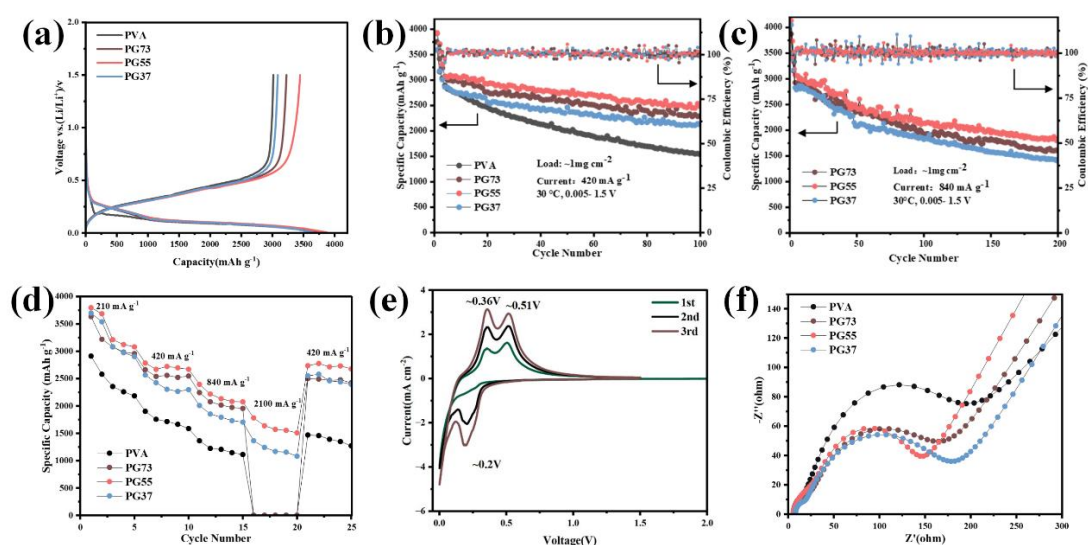 (a)
PVA
PG73
PG55
PG37
Voltage vs.(Li/Li⁺)/v
2.0
1.5
1.0
0.5
0.0
0 500 1000 1500 2000 2500 3000 3500 4000
Capacity(mAh g⁻¹)
(b)
Specific Capacity(mAh g⁻¹)
4000
3500
3000
2500
2000
1500
1000
500
0
Coulombic Efficiency (%)
100
75
50
25
0
PVA
PG73
PG55
PG37
Load: ~1mg cm⁻²
Current: 420 mA g⁻¹
30 °C, 0.005- 1.5 V
0 20 40 60 80 100
Cycle Number
(c)
Specific Capacity(mAh g⁻¹)
4000
3500
3000
2500
2000
1500
1000
500
0
Coulombic Efficiency (%)
100
75
50
25
0
PG73
PG55
PG37
Load：~1mg cm⁻²
Current：840 mA g⁻¹
30°C, 0.005- 1.5 V
0 50 100 150 200
Cycle Number
(d)
Specific Capacity (mAh g⁻¹)
4000
3500
3000
2500
2000
1500
1000
500
0
210 mA g⁻¹
420 mA g⁻¹
840 mA g⁻¹
2100 mA g⁻¹
420 mA g⁻¹
PVA
PG73
PG55
PG37
0 5 10 15 20 25
Cycle Number
(e)
Current(mA cm⁻²)
4
2
0
-2
-4
-6
~0.36V
~0.51V
~0.2V
1st
2nd
3rd
0.0 0.5 1.0 1.5 2.0
Voltage(V)
(f)
-Z''(ohm)
140
120
100
80
60
40
20
0
PVA
PG73
PG55
PG37
0 50 100 150 200 250 300
Z'(ohm)